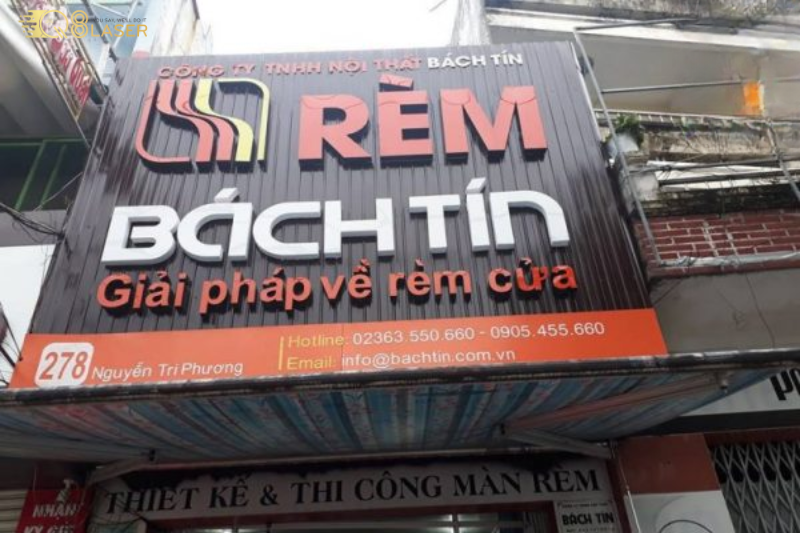 LASER
CÔNG TY TNHH NỘI THẤT BÁCH TÍN
RÈM
BÁCH TÍN
Giải pháp về rèm cửa
278 Nguyễn Tri Phương
Hotline: 02363.550.660 - 0905.455.660
Email: info@bachtin.com.vn
THIẾT KẾ & THI CÔNG MÀN RÈM
BÁCH TÍN
NHẬN